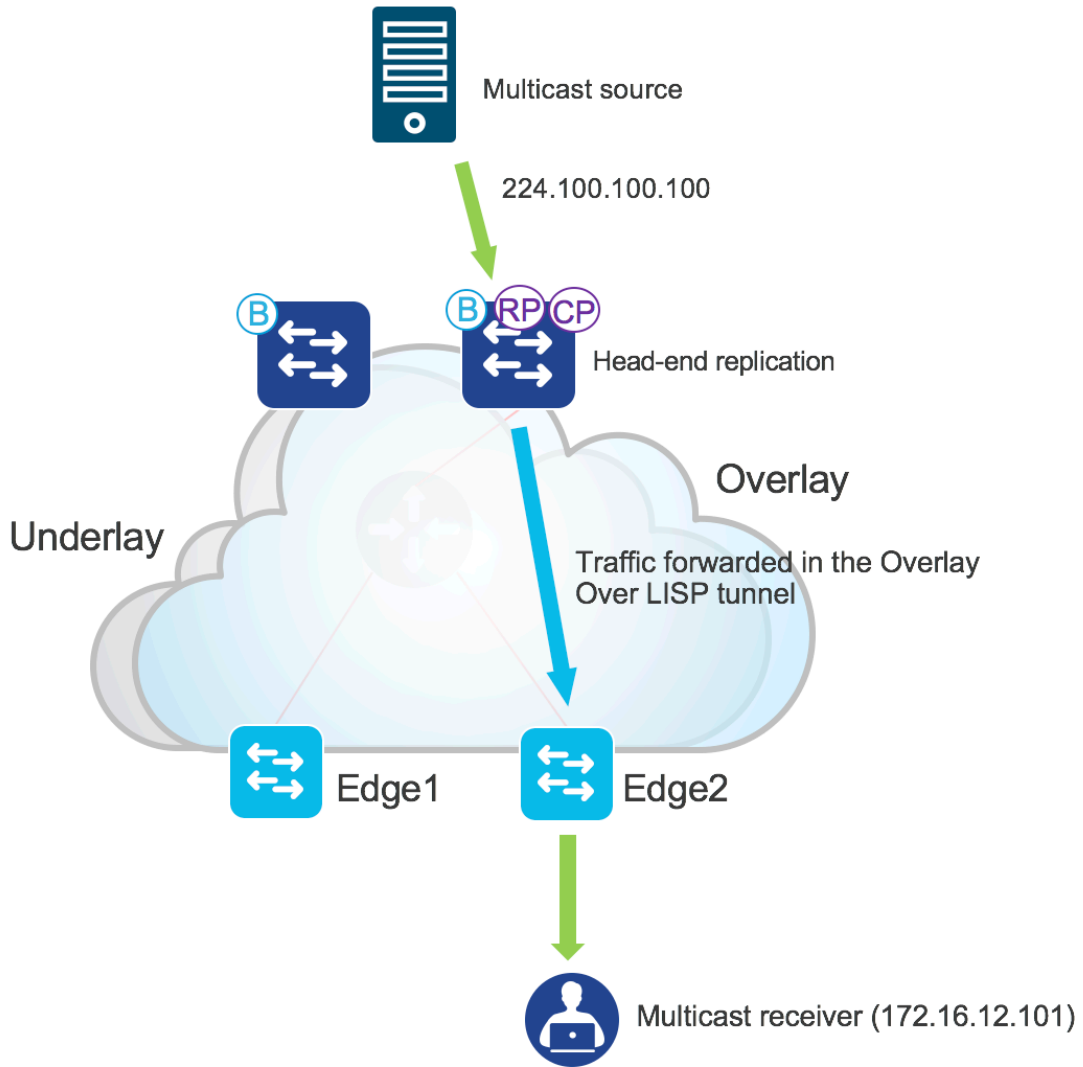 Multicast source
224.100.100.100
B
B
RP
CP
Head-end replication
Overlay
Underlay
Traffic forwarded in the Overlay
Over LISP tunnel
Edge1
Edge2
Multicast receiver (172.16.12.101)